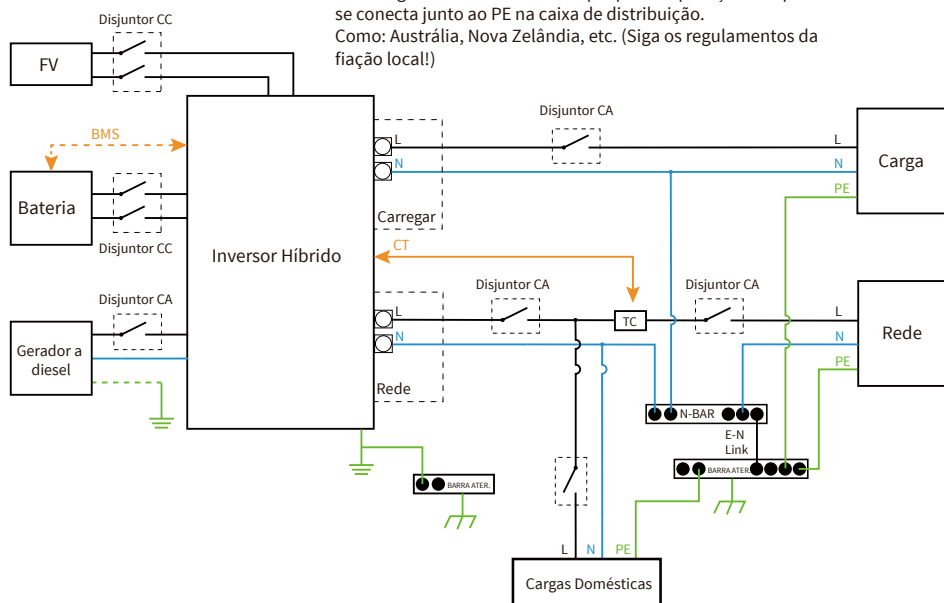 se conecta junto ao PE na caixa de distribuição.
Como: Austrália, Nova Zelândia, etc. (Siga os regulamentos da
fiação local!)
Disjuntor CC
FV
BMS
Bateria
Disjuntor CC
Disjuntor CA
Gerador a
diesel
Inversor Híbrido
L
N
Carregar
Disjuntor CA
L
N
PE
Carga
CT
L
N
Rede
Disjuntor CA
TC
Disjuntor CA
L
N
PE
Rede
N-BAR
E-N
Link
BARRA ATER.
BARRA ATER.
L
N
PE
Cargas Domésticas